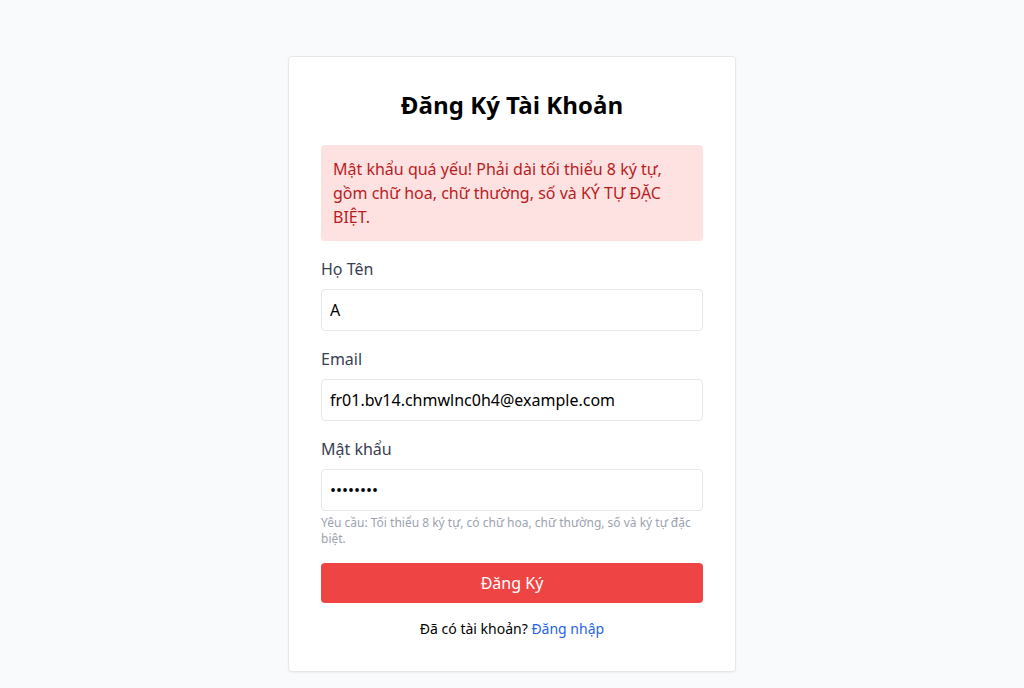 Đăng Ký Tài Khoản
Mật khẩu quá yếu! Phải dài tối thiểu 8 ký tự,
gồm chữ hoa, chữ thường, số và KÝ TỰ ĐẶC
BIỆT.
Họ Tên
A
Email
fr01.bv14.chmwlnc0h4@example.com
Mật khẩu
••••••••
Yêu cầu: Tối thiểu 8 ký tự, có chữ hoa, chữ thường, số và ký tự đặc
biệt.
Đăng Ký
Đã có tài khoản? Đăng nhập